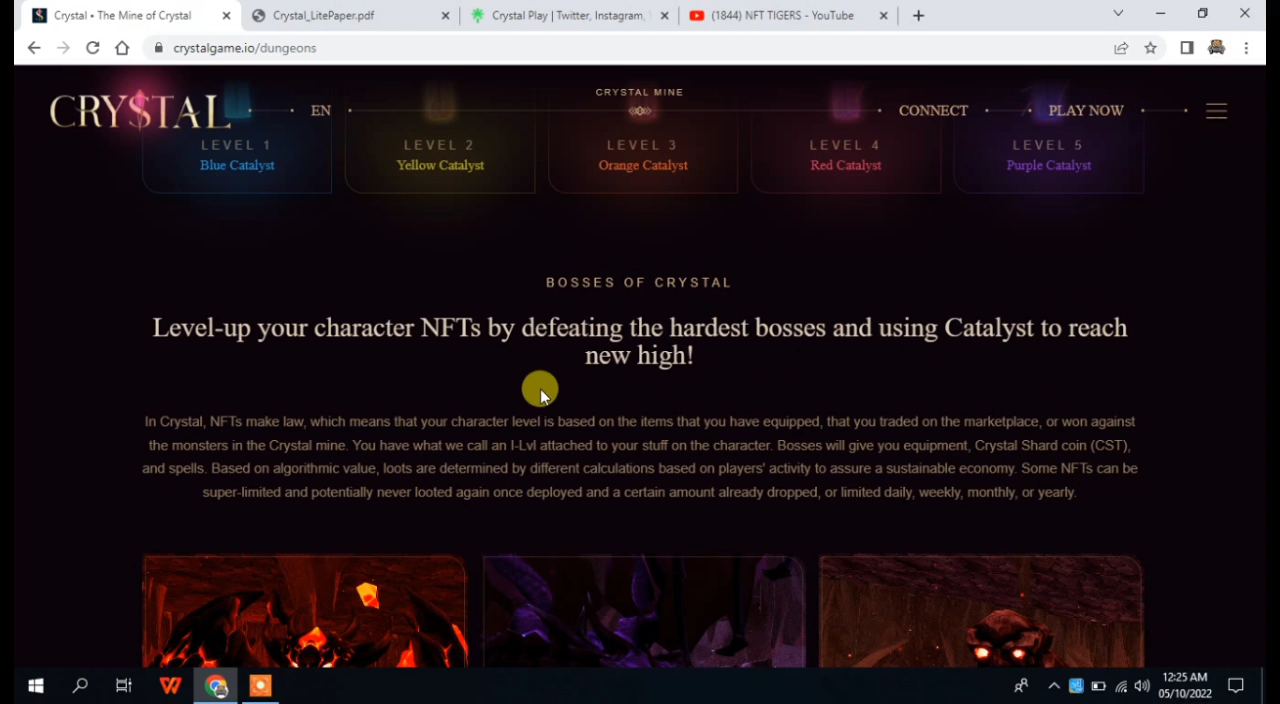 Crystal • The Mine of Crystal
Crystal_LitePaper.pdf
Crystal Play | Twitter, Instagram,
(1844) NFT TIGERS - YouTube
crystalgame.io/dungeons
CRYSTAL
EN
CRYSTAL MINE
CONNECT
PLAY NOW
LEVEL 1
Blue Catalyst
LEVEL 2
Yellow Catalyst
LEVEL 3
Orange Catalyst
LEVEL 4
Red Catalyst
LEVEL 5
Purple Catalyst
BOSSES OF CRYSTAL
Level-up your character NFTs by defeating the hardest bosses and using Catalyst to reach
new high!
In Crystal, NFTs make law, which means that your character level is based on the items that you have equipped, that you traded on the marketplace, or won against
the monsters in the Crystal mine. You have what we call an I-Lvl attached to your stuff on the character. Bosses will give you equipment, Crystal Shard coin (CST),
and spells. Based on algorithmic value, loots are determined by different calculations based on players' activity to assure a sustainable economy. Some NFTs can be
super-limited and potentially never looted again once deployed and a certain amount already dropped, or limited daily, weekly, monthly, or yearly.
12:25 AM
05/10/2022